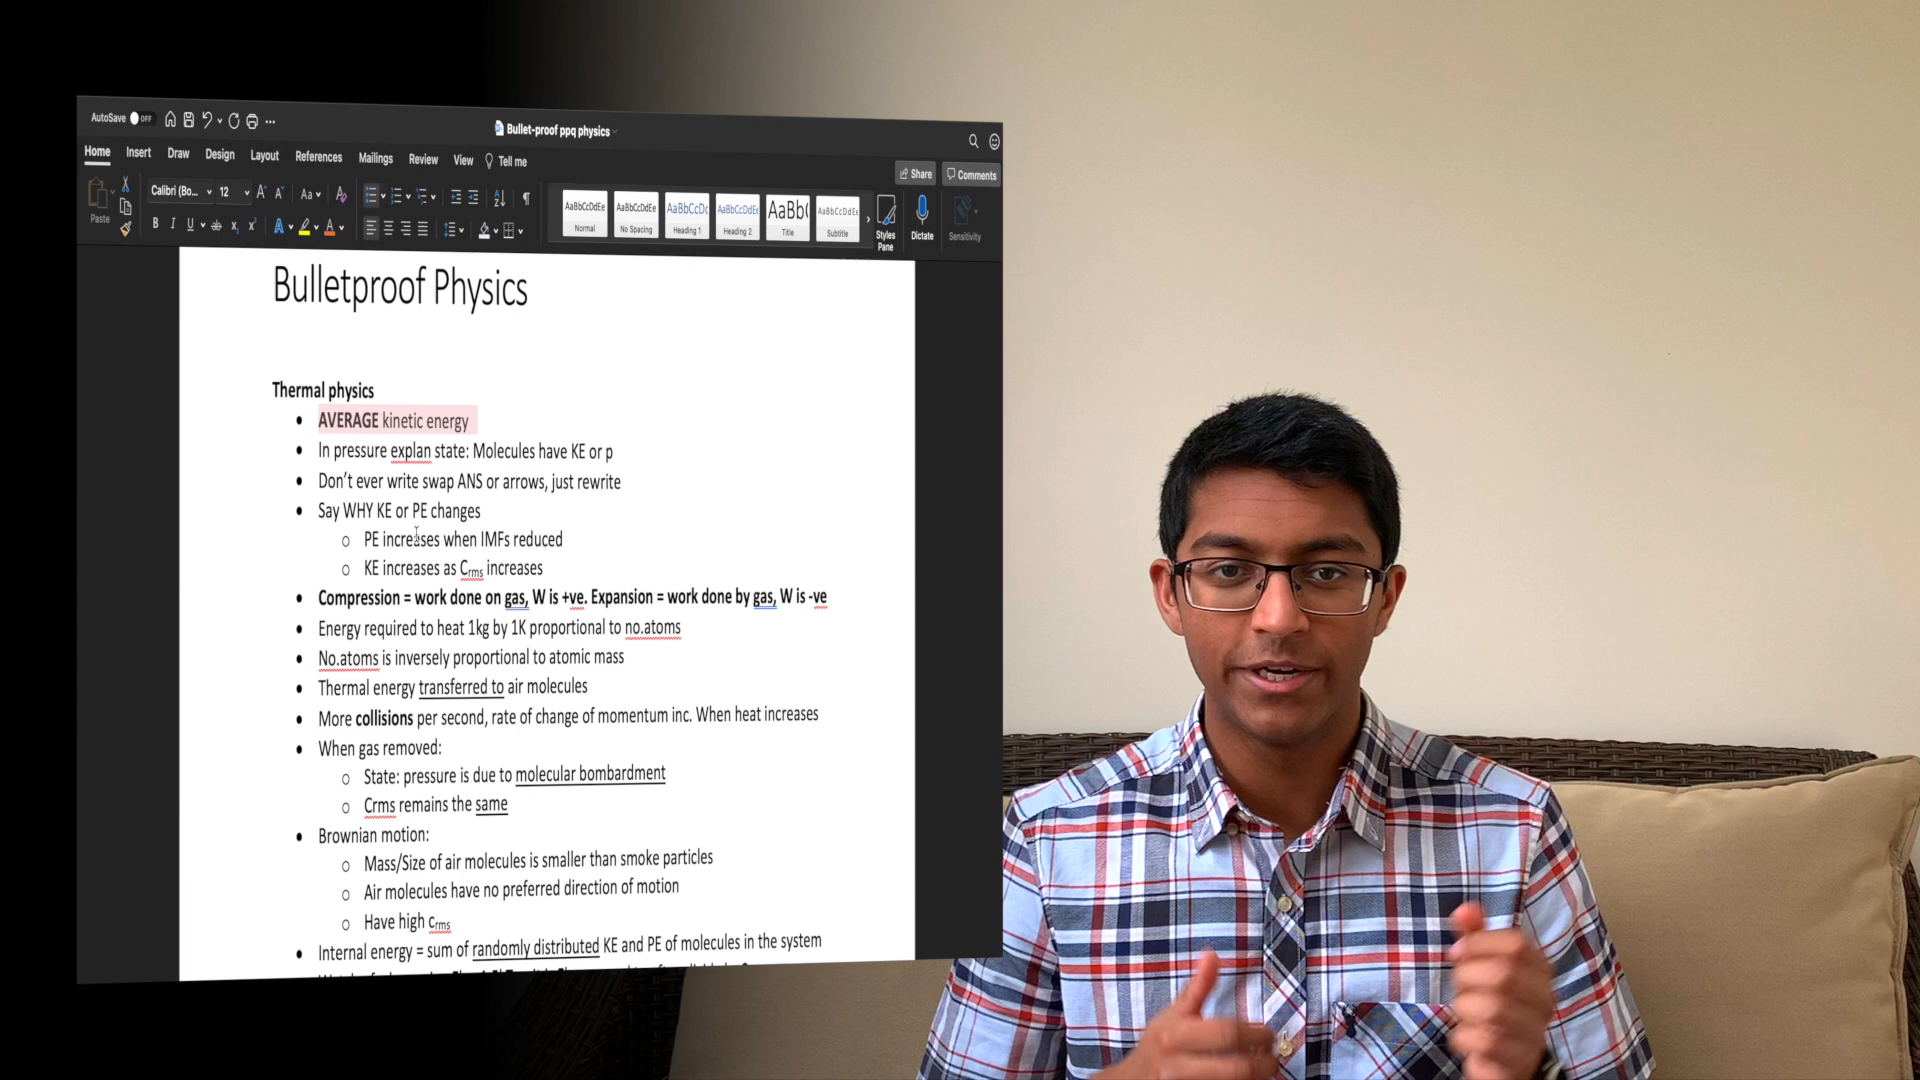 AutoSave OFF
Bullet-proof ppq physics
Home Insert Draw Design Layout References Mailings Review View Tell me
Share Comments
Paste
Calibri (Bo... 12
AaBbCcDdEe AaBbCcDdEe AaBbCcDc AaBbCcDdEe AaBb( AaBbCcDdEe
Normal No Spacing Heading 1 Heading 2 Title Subtitle
Styles Pane
Dictate
Sensitivity
Bulletproof Physics
Thermal physics
• AVERAGE kinetic energy
• In pressure explan state: Molecules have KE or p
• Don't ever write swap ANS or arrows, just rewrite
• Say WHY KE or PE changes
o PE increases when IMFs reduced
o KE increases as Crms increases
• Compression = work done on gas, W is +ve. Expansion = work done by gas, W is -ve
• Energy required to heat 1kg by 1K proportional to no.atoms
• No.atoms is inversely proportional to atomic mass
• Thermal energy transferred to air molecules
• More collisions per second, rate of change of momentum inc. When heat increases
• When gas removed:
o State: pressure is due to molecular bombardment
o Crms remains the same
• Brownian motion:
o Mass/Size of air molecules is smaller than smoke particles
o Air molecules have no preferred direction of motion
o Have high crms
• Internal energy = sum of randomly distributed KE and PE of molecules in the system